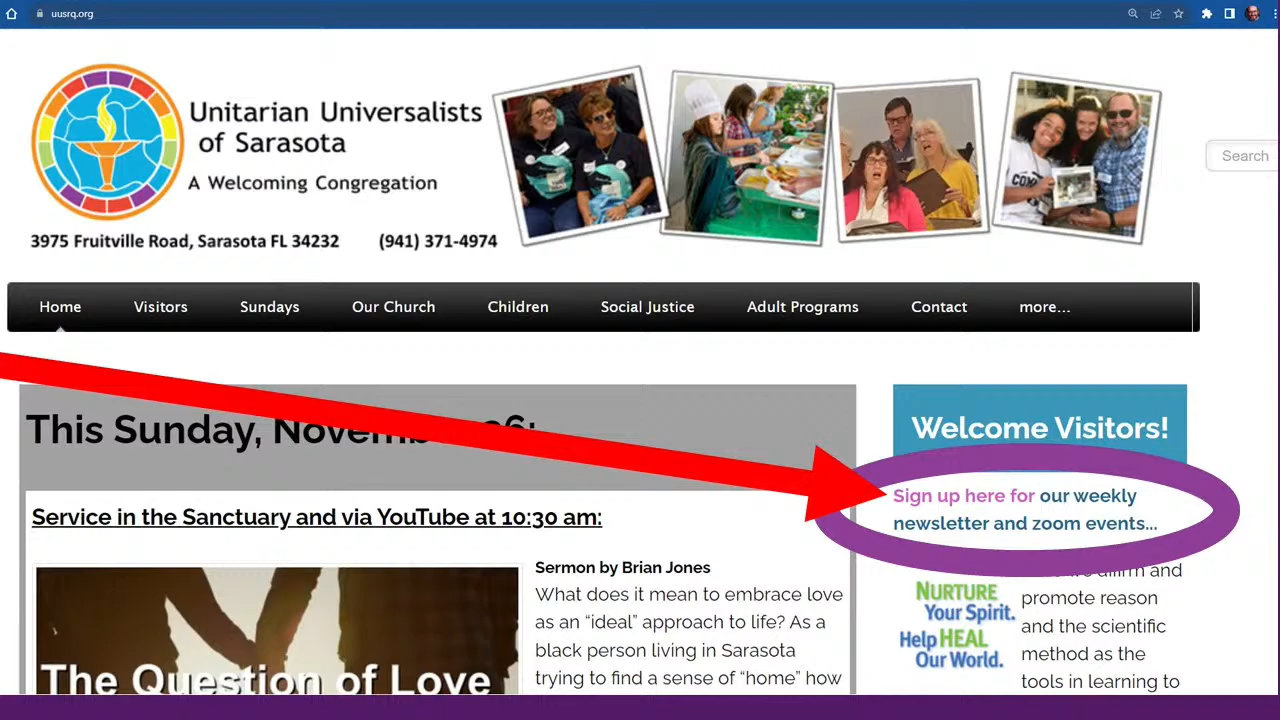 uusrq.org
Unitarian Universalists
of Sarasota
A Welcoming Congregation
3975 Fruitville Road, Sarasota FL 34232 (941) 371-4974
Search
Home Visitors Sundays Our Church Children Social Justice Adult Programs Contact more...
This Sunday, November 26:
Service in the Sanctuary and via YouTube at 10:30 am:
The Question of Love
Sermon by Brian Jones
What does it mean to embrace love
as an “ideal” approach to life? As a
black person living in Sarasota
trying to find a sense of “home” how
Welcome Visitors!
Sign up here for our weekly
newsletter and zoom events...
NURTURE
Your Spirit.
Help HEAL
Our World.
affirm and
promote reason
and the scientific
method as the
tools in learning to